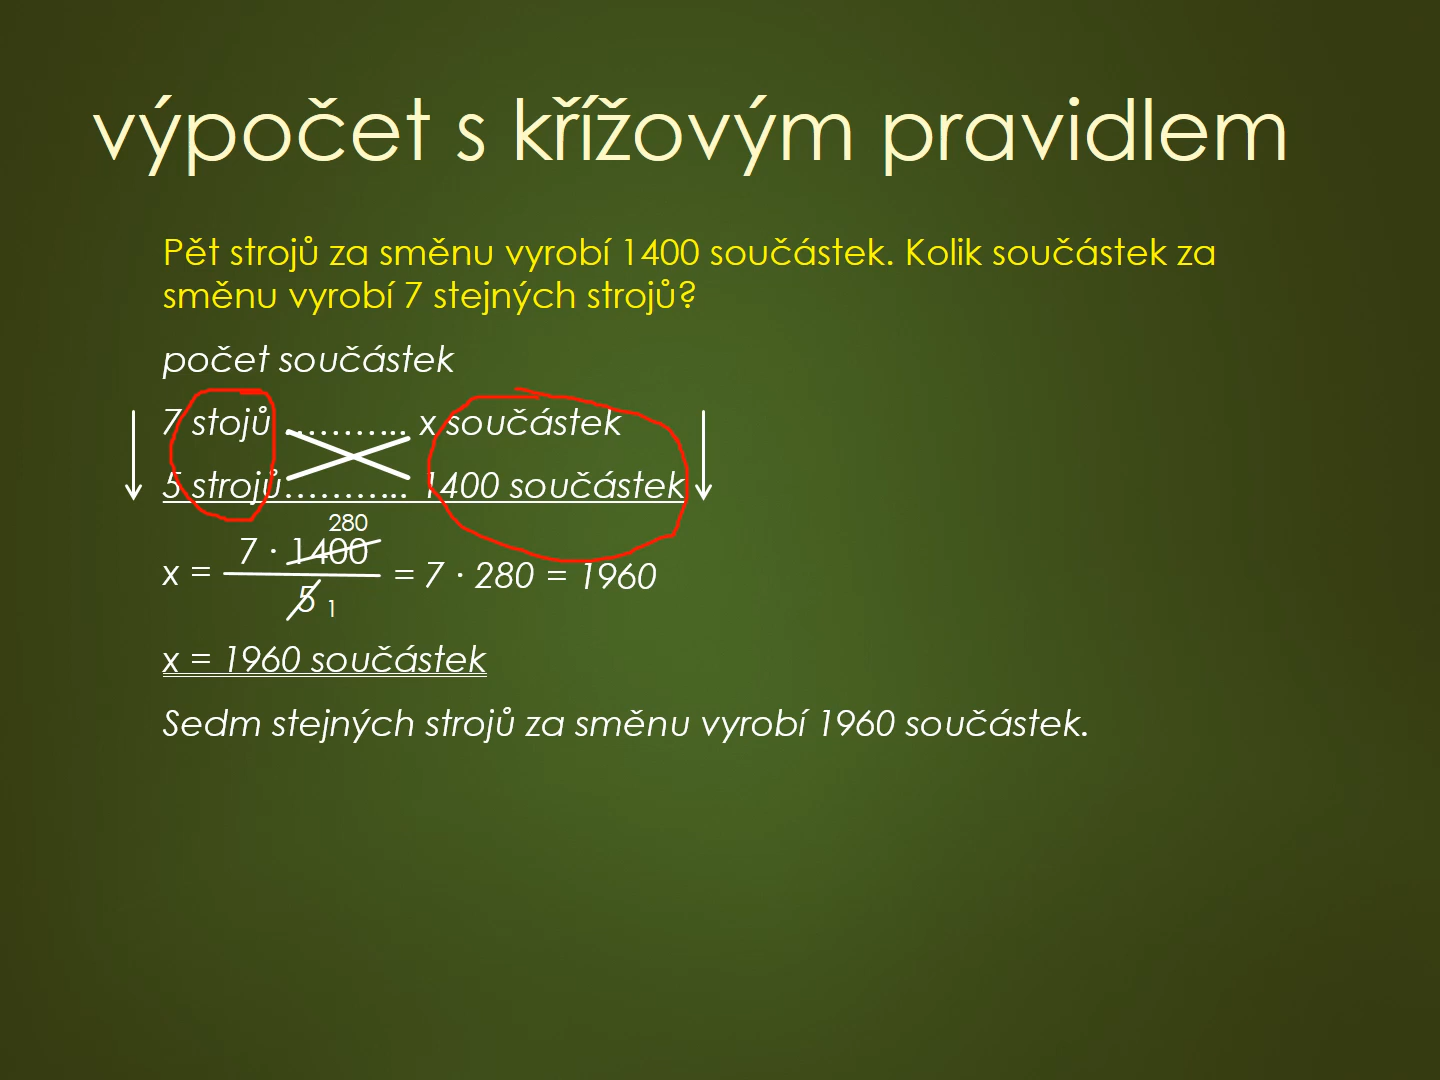 výpočet s křížovým pravidlem
Pět strojů za směnu vyrobí 1400 součástek. Kolik součástek za
směnu vyrobí 7 stejných strojů?
počet součástek
7 stojů ……….. x součástek
5 strojů……….. 1400 součástek
280
7 · 1400
x = = 7 · 280 = 1960
5 1
x = 1960 součástek
Sedm stejných strojů za směnu vyrobí 1960 součástek.